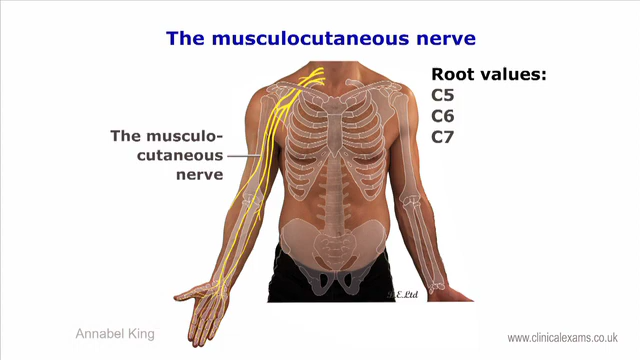 The musculocutaneous nerve
Root values:
C5
C6
C7
The musculo-
cutaneous
nerve
Annabel King
www.clinicalexams.co.uk